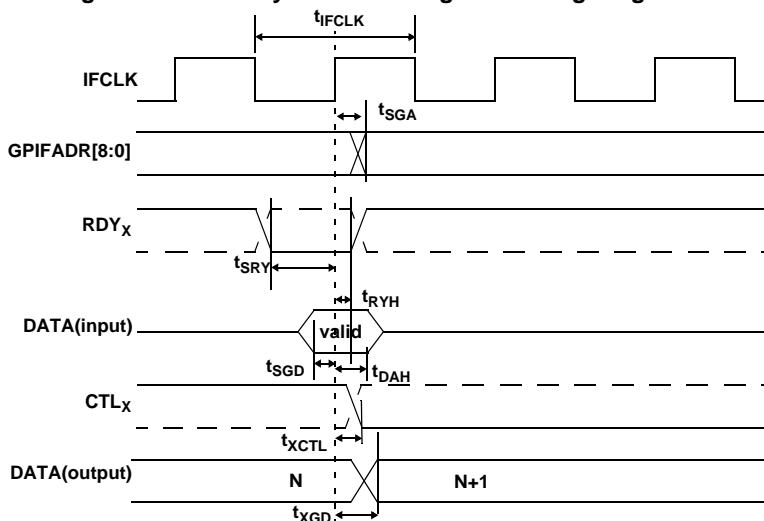 tIFCLK
IFCLK
tSGA
GPIFADR[8:0]
RDYX
tSRY
tRYH
DATA(input)
valid
tSGD
tDAH
CTLX
tXCTL
DATA(output)
N
N+1
tXGD